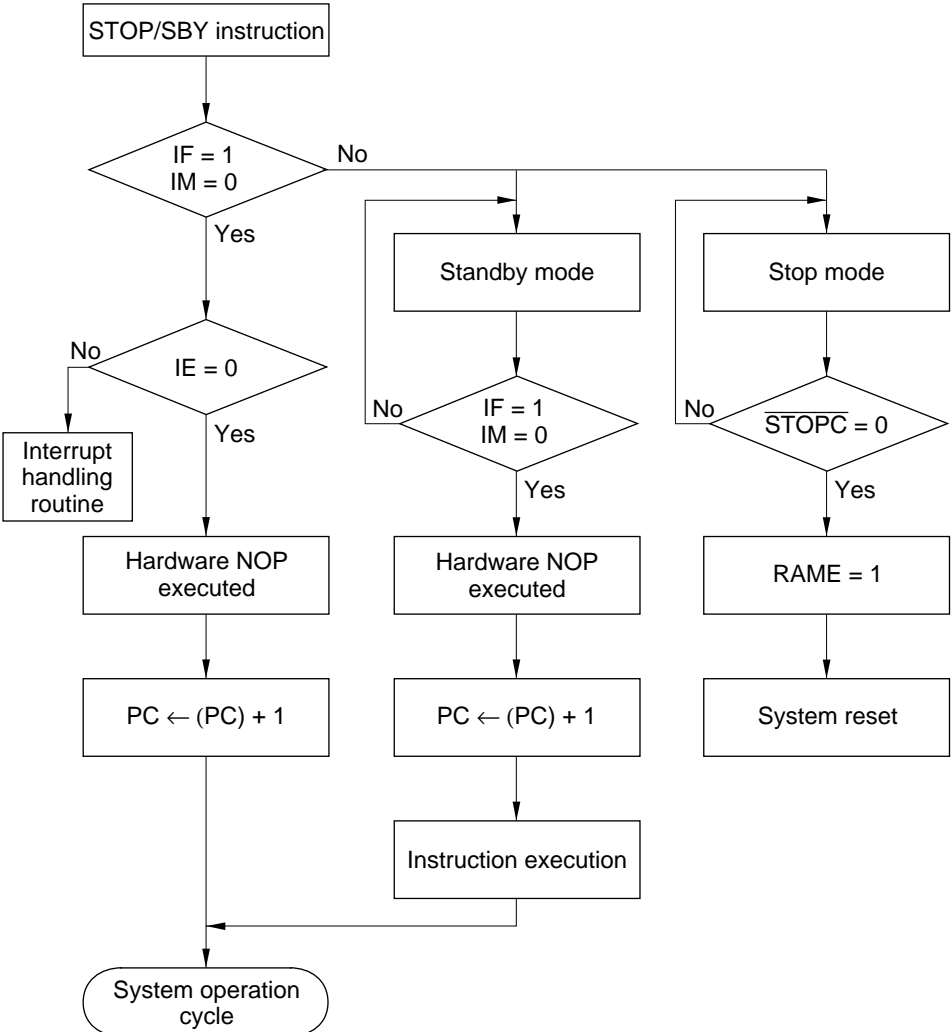 STOP/SBY instruction
IF = 1
IM = 0
No
Yes
Standby mode
Stop mode
No
IE = 0
Yes
Interrupt
handling
routine
No
IF = 1
IM = 0
Yes
No
S̅T̅O̅P̅C̅ = 0
Yes
Hardware NOP
executed
Hardware NOP
executed
RAME = 1
PC ← (PC) + 1
PC ← (PC) + 1
System reset
Instruction execution
System operation
cycle